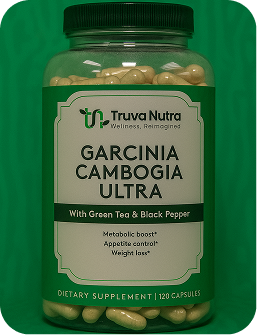 Truva Nutra
Wellness, Reimagined
GARCINIA
CAMBOGIA
ULTRA
With Green Tea & Black Pepper
Metabolic boost*
Appetite control*
Weight loss*
DIETARY SUPPLEMENT | 120 CAPSULES